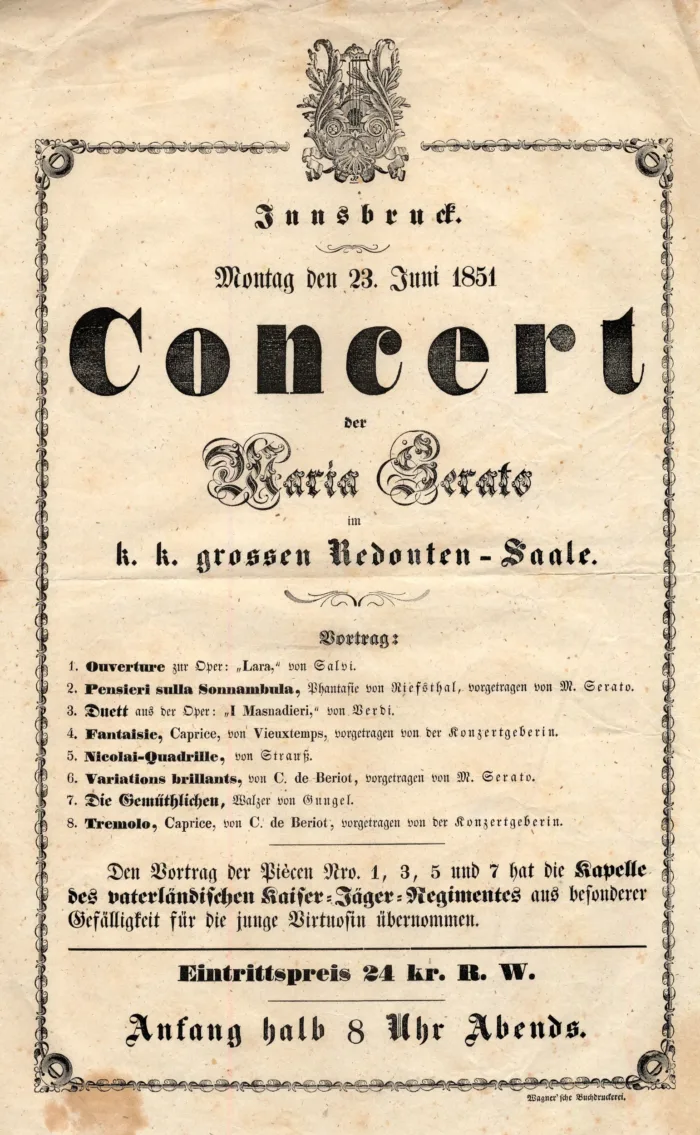 Innsbruck.
Montag den 23. Juni 1851
Concert
der
Maria Serato
im
k. k. grossen Redouten-Saale.
Vortrag:
1. Ouverture zur Oper: „Lara,“ von Salvi.
2. Pensieri sulla Sonnambula, Phantasie von Riefsthal, vorgetragen von M. Serato.
3. Duett aus der Oper: „I Masnadieri,“ von Verdi.
4. Fantaisie, Caprice, von Vieuxtemps, vorgetragen von der Konzertgeberin.
5. Nicolai-Quadrille, von Strauß.
6. Variations brillants, von C. de Beriot, vorgetragen von M. Serato.
7. Die Gemüthlichen, Walzer von Gungel.
8. Tremolo, Caprice, von C. de Beriot, vorgetragen von der Konzertgeberin.
Den Vortrag der Piècen Nro. 1, 3, 5 und 7 hat die Kapelle
des vaterländischen Kaiser-Jäger-Regimentes aus besonderer
Gefälligkeit für die junge Virtuosin übernommen.
Eintrittspreis 24 kr. R. W.
Anfang halb 8 Uhr Abends.
Wagner'sche Buchdruckerei.